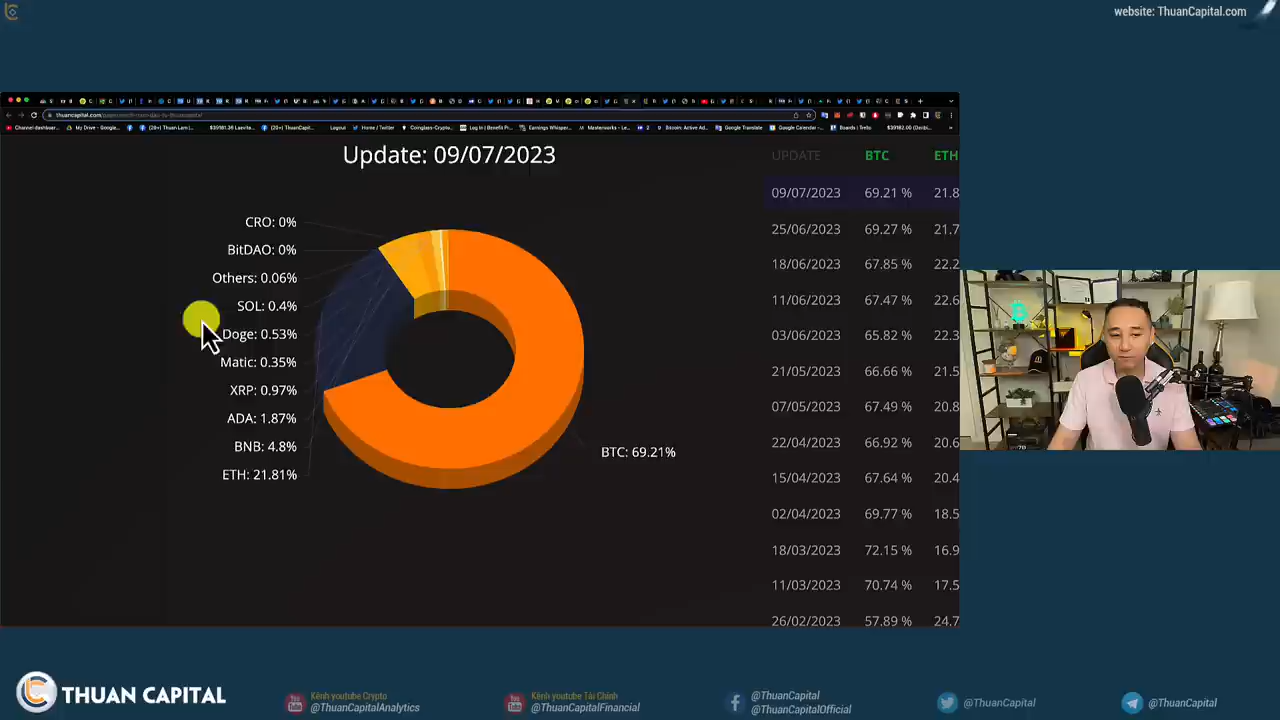 website: ThuanCapital.com
Update: 09/07/2023
CRO: 0%
BitDAO: 0%
Others: 0.06%
SOL: 0.4%
Doge: 0.53%
Matic: 0.35%
XRP: 0.97%
ADA: 1.87%
BNB: 4.8%
ETH: 21.81%
BTC: 69.21%
UPDATE BTC ETH
09/07/2023 69.21 % 21.8
25/06/2023 69.27 % 21.7
18/06/2023 67.85 % 22.2
11/06/2023 67.47 % 22.6
03/06/2023 65.82 % 22.3
21/05/2023 66.66 % 21.5
07/05/2023 67.49 % 20.8
22/04/2023 66.92 % 20.6
15/04/2023 67.64 % 20.4
02/04/2023 69.77 % 18.5
18/03/2023 72.15 % 16.9
11/03/2023 70.74 % 17.5
26/02/2023 57.89 % 24.7
THUAN CAPITAL
Kênh youtube Crypto
@ThuanCapitalAnalytics
Kênh youtube Tài Chính
@ThuanCapitalFinancial
@ThuanCapital
@ThuanCapitalOfficial
@ThuanCapital
@ThuanCapital